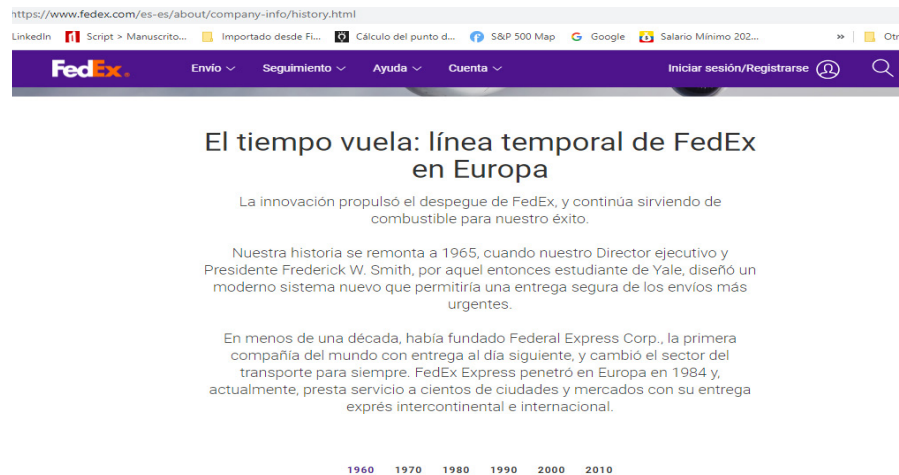 https://www.fedex.com/es-es/about/company-info/history.html
LinkedIn Script > Manuscrito... Importado desde Fi... Cálculo del punto d... S&P 500 Map Google Salario Mínimo 202... » Otr
FedEx. Envío Seguimiento Ayuda Cuenta Iniciar sesión/Registrarse
El tiempo vuela: línea temporal de FedEx
en Europa
La innovación propulsó el despegue de FedEx, y continúa sirviendo de
combustible para nuestro éxito.
Nuestra historia se remonta a 1965, cuando nuestro Director ejecutivo y
Presidente Frederick W. Smith, por aquel entonces estudiante de Yale, diseñó un
moderno sistema nuevo que permitiría una entrega segura de los envíos más
urgentes.
En menos de una década, había fundado Federal Express Corp., la primera
compañía del mundo con entrega al día siguiente, y cambió el sector del
transporte para siempre. FedEx Express penetró en Europa en 1984 y,
actualmente, presta servicio a cientos de ciudades y mercados con su entrega
exprés intercontinental e internacional.
1960 1970 1980 1990 2000 2010